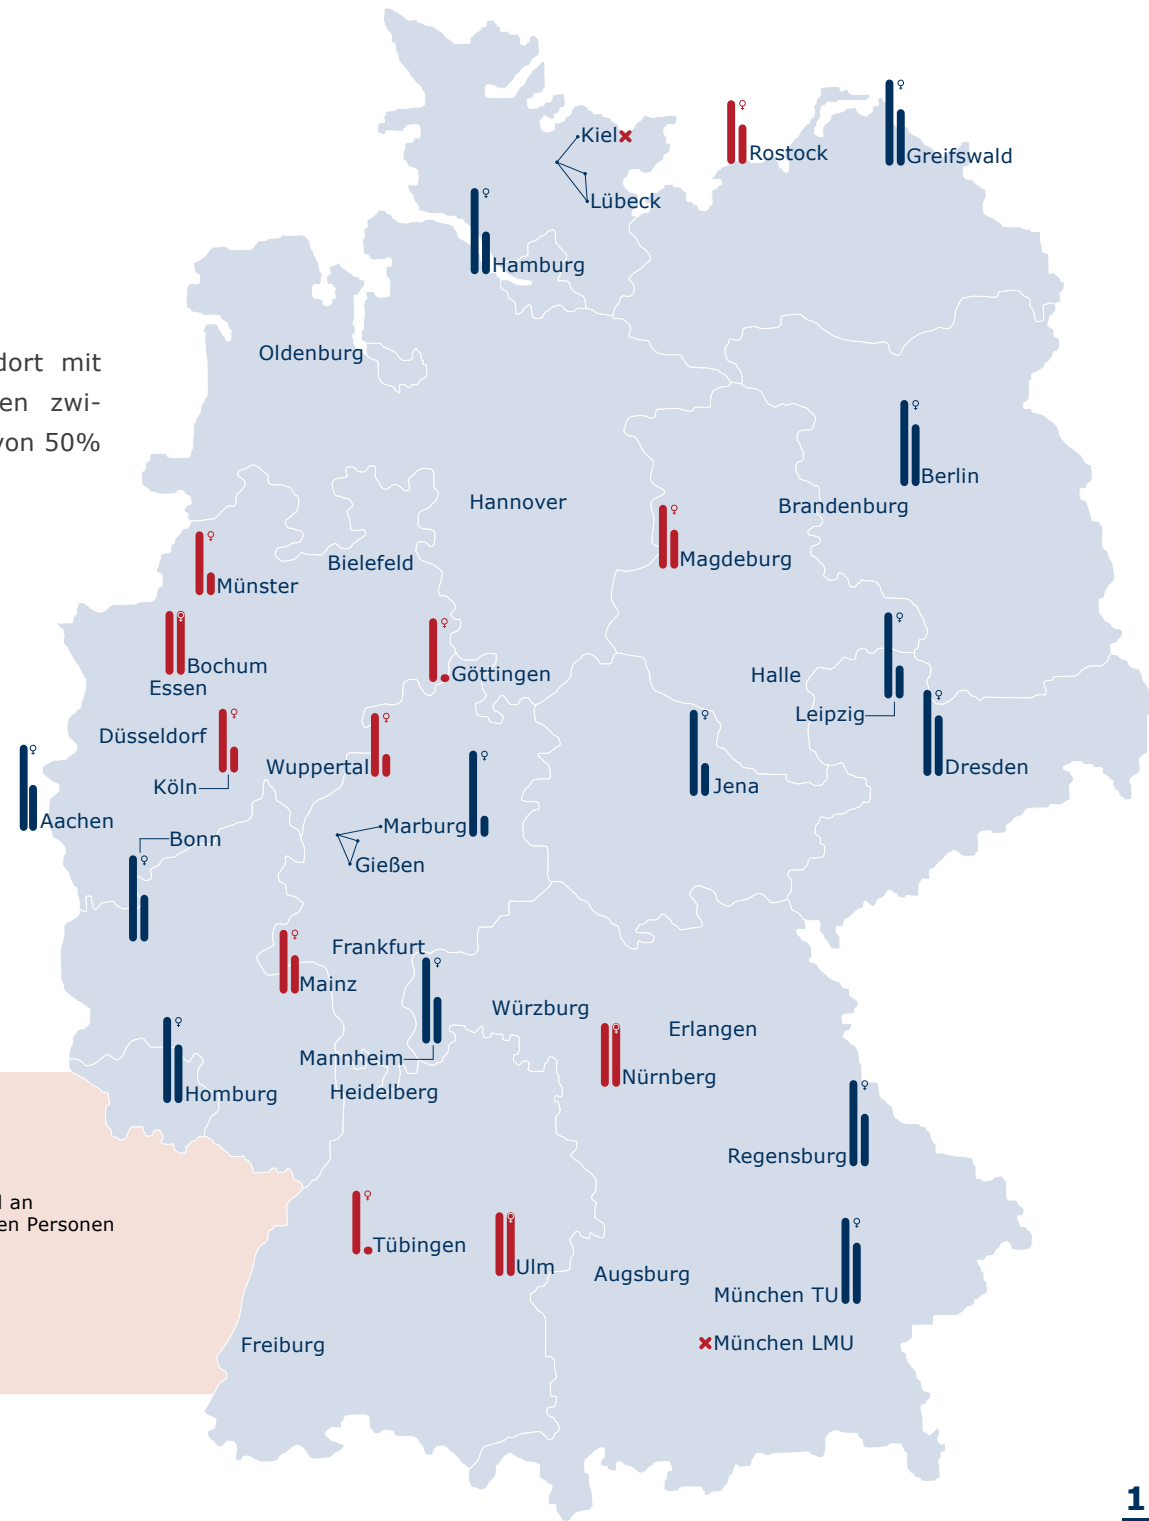 Kiel
Rostock
Greifswald
Lübeck
Hamburg
Oldenburg
dort mit
en zwi-
von 50%
Berlin
Hannover
Brandenburg
Magdeburg
Bielefeld
Münster
Bochum
Göttingen
Halle
Essen
Leipzig
Düsseldorf
Wuppertal
Dresden
Köln
Jena
Aachen
Marburg
Bonn
Gießen
Frankfurt
Mainz
Würzburg
Erlangen
Mannheim
Nürnberg
Heidelberg
Homburg
Regensburg
an
en Personen
Tübingen
Ulm
Augsburg
München TU
München LMU
Freiburg
1